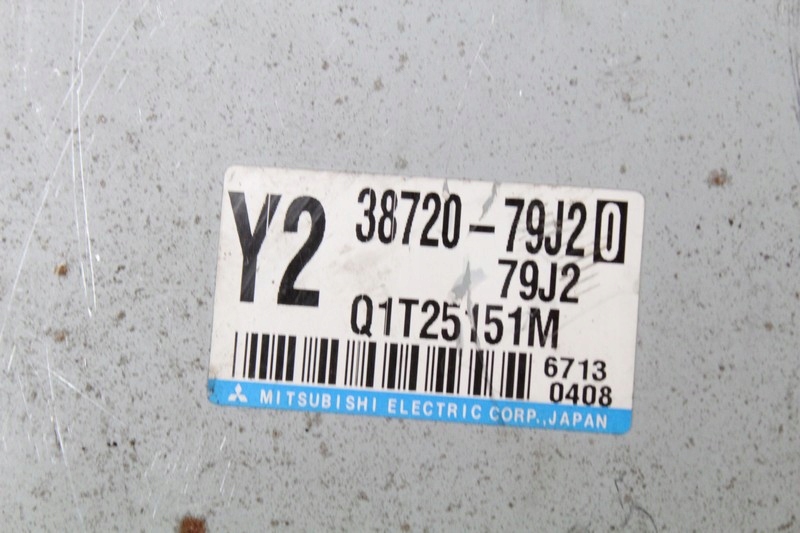 Y2
38720-79J20
79J2
Q1T25151M
6713
0408
MITSUBISHI ELECTRIC CORP., JAPAN